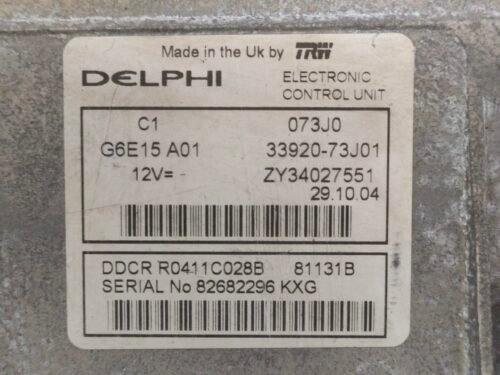 Made in the Uk by TRW
DELPHI ELECTRONIC
CONTROL UNIT
C1 073J0
G6E15 A01 33920-73J01
12V= - ZY34027551
29.10.04
DDCR R0411C028B 81131B
SERIAL No 82682296 KXG